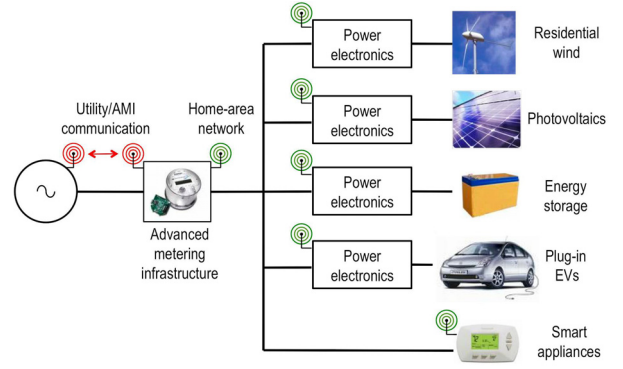 Power
electronics
Residential
wind
Utility/AMI
communication
Home-area
network
Power
electronics
Photovoltaics
Power
electronics
Energy
storage
Advanced
metering
infrastructure
Power
electronics
Plug-in
EVs
Smart
appliances